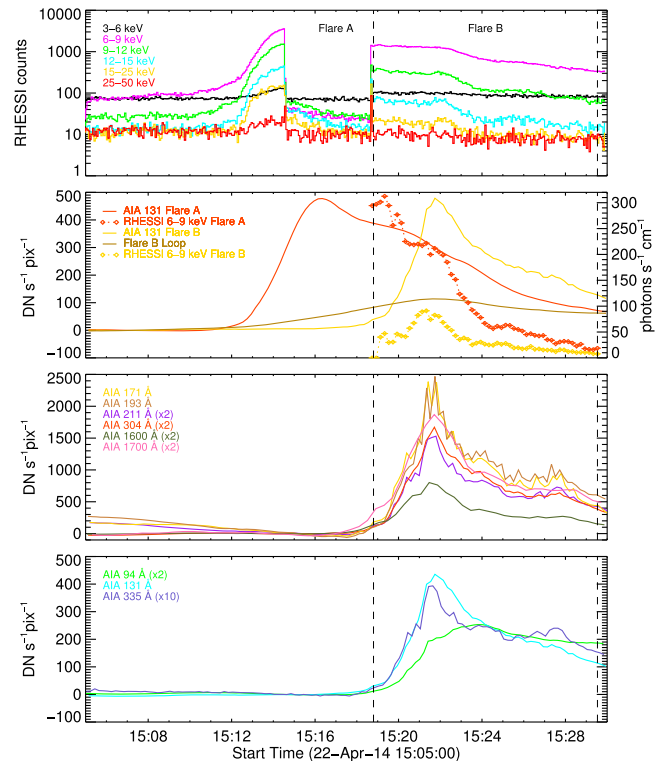 3−6 keV
6−9 keV
9−12 keV
12−15 keV
15−25 keV
25−50 keV
Flare A
Flare B
10000
1000
100
10
1
RHESSI counts
AIA 131 Flare A
RHESSI 6−9 keV Flare A
AIA 131 Flare B
Flare B Loop
RHESSI 6−9 keV Flare B
500
400
300
200
100
0
−100
DN s⁻¹ pix⁻¹
300
250
200
150
100
50
0
photons s⁻¹ cm⁻¹
AIA 171 Å
AIA 193 Å
AIA 211 Å (x2)
AIA 304 Å (x2)
AIA 1600 Å (x2)
AIA 1700 Å (x2)
2500
2000
1500
1000
500
0
DN s⁻¹ pix⁻¹
AIA 94 Å (x2)
AIA 131 Å
AIA 335 Å (x10)
500
400
300
200
100
0
−100
DN s⁻¹pix⁻¹
15:08
15:12
15:16
15:20
15:24
15:28
Start Time (22−Apr−14 15:05:00)